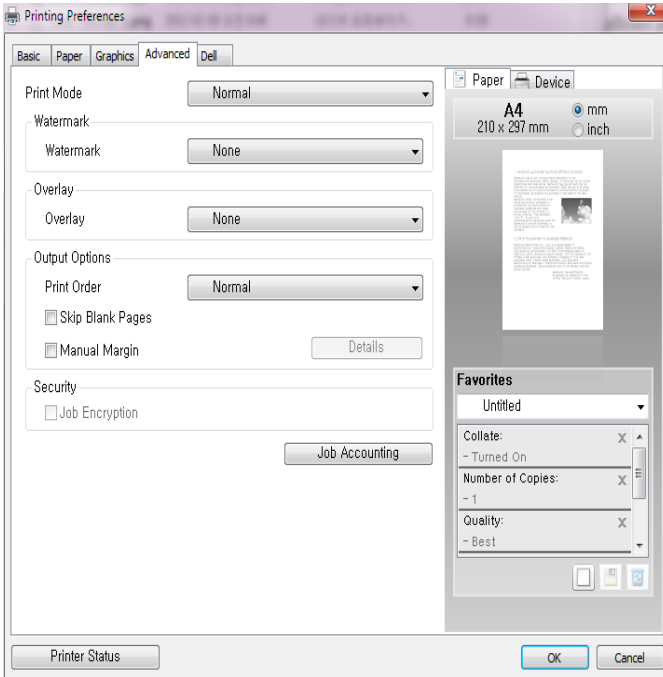 Printing Preferences
Basic Paper Graphics Advanced Dell
Print Mode Normal
Watermark
Watermark None
Overlay
Overlay None
Output Options
Print Order Normal
Skip Blank Pages
Manual Margin Details
Security
Job Encryption
Job Accounting
Paper Device
A4
210 x 297 mm
mm
inch
Favorites
Untitled
Collate: X
- Turned On
Number of Copies: X
- 1
Quality: X
- Best
Printer Status OK Cancel